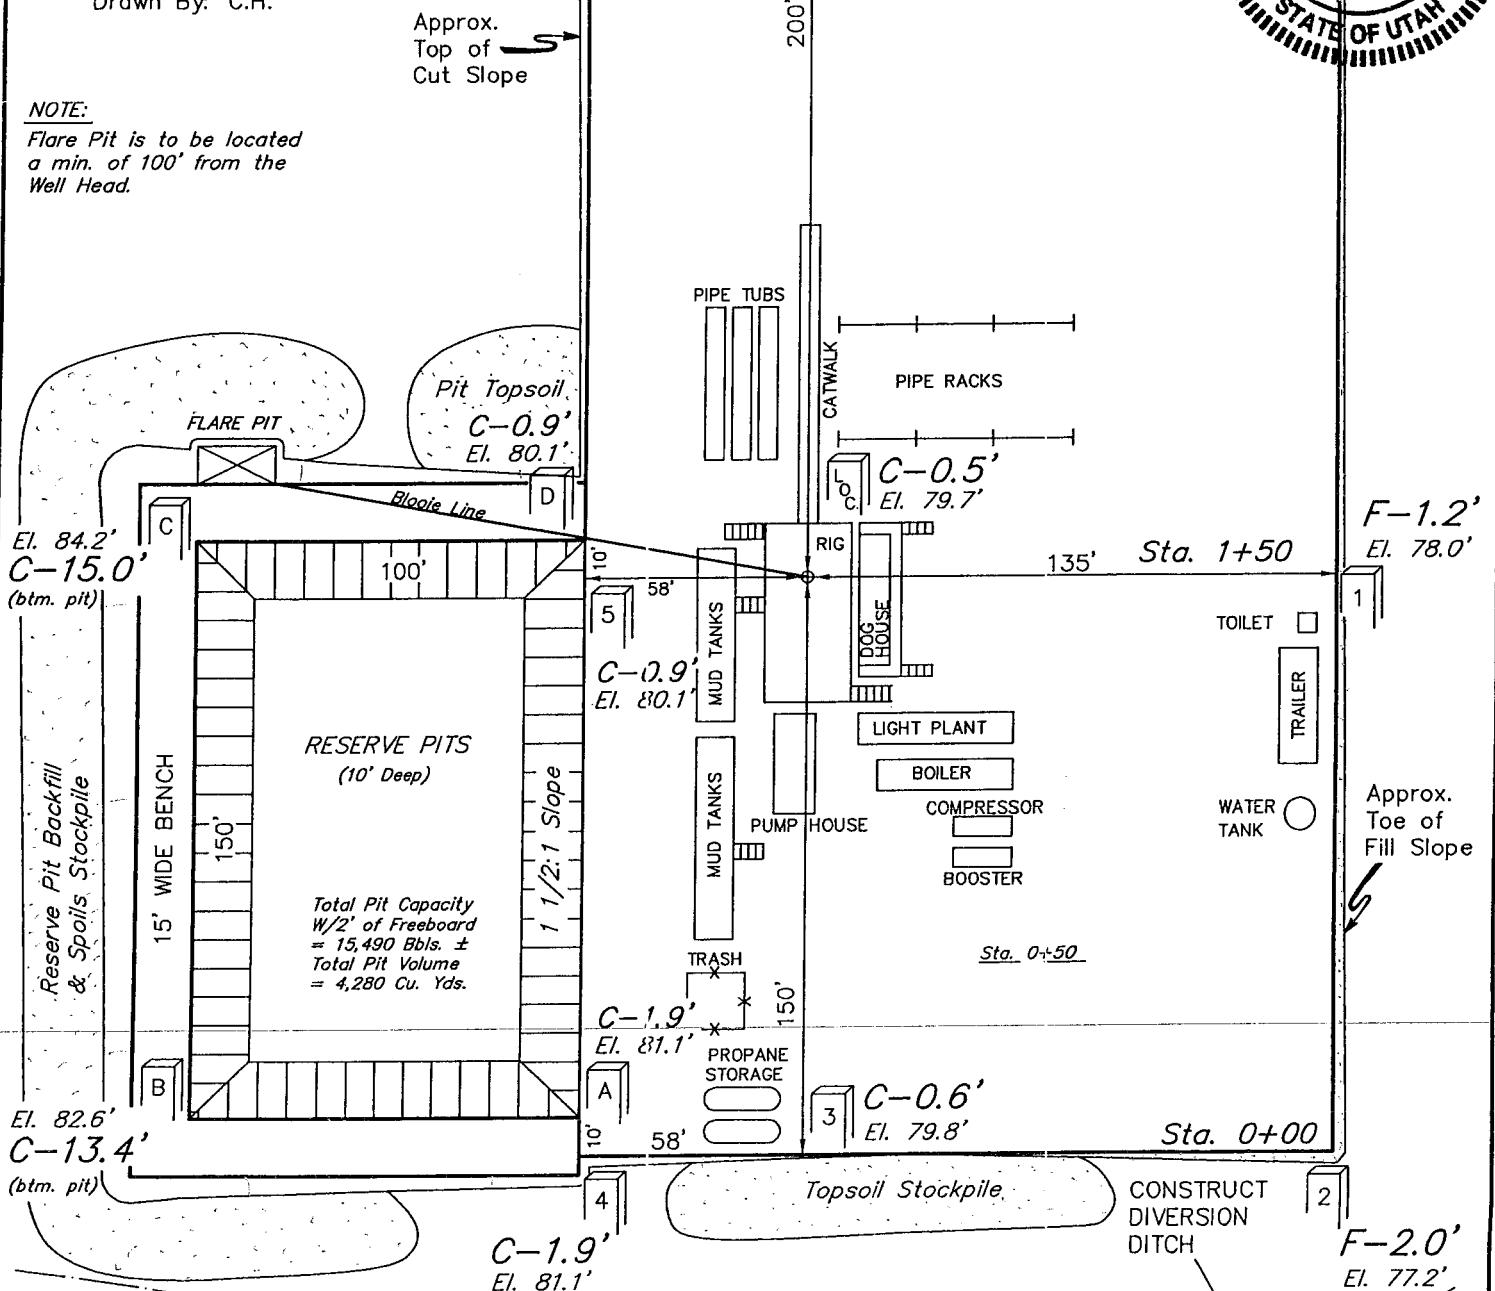 Drawn By: C.H.
Approx.
Top of
Cut Slope
200'
STATE OF UTAH
NOTE:
Flare Pit is to be located
a min. of 100' from the
Well Head.
PIPE TUBS
CATWALK
PIPE RACKS
Pit Topsoil
C-0.9'
El. 80.1'
FLARE PIT
D
Blooie Line
LOC.
C-0.5'
El. 79.7'
C
El. 84.2'
C-15.0'
(btm. pit)
100'
10'
58'
RIG
135'
Sta. 1+50
F-1.2'
El. 78.0'
1
5
C-0.9'
El. 80.1'
MUD TANKS
DOG
HOUSE
TOILET
TRAILER
LIGHT PLANT
RESERVE PITS
(10' Deep)
BOILER
COMPRESSOR
PUMP HOUSE
BOOSTER
WATER
TANK
Approx.
Toe of
Fill Slope
Reserve Pit Backfill
& Spoils Stockpile
15' WIDE BENCH
150'
1 1/2:1 Slope
MUD TANKS
Total Pit Capacity
W/2' of Freeboard
= 15,490 Bbls. ±
Total Pit Volume
= 4,280 Cu. Yds.
TRASH
Sta. 0+50
150'
C-1.9'
El. 81.1'
PROPANE
STORAGE
B
A
El. 82.6'
C-13.4'
(btm. pit)
10'
58'
3
C-0.6'
El. 79.8'
Sta. 0+00
4
Topsoil Stockpile
CONSTRUCT
DIVERSION
DITCH
2
C-1.9'
El. 81.1'
F-2.0'
El. 77.2'